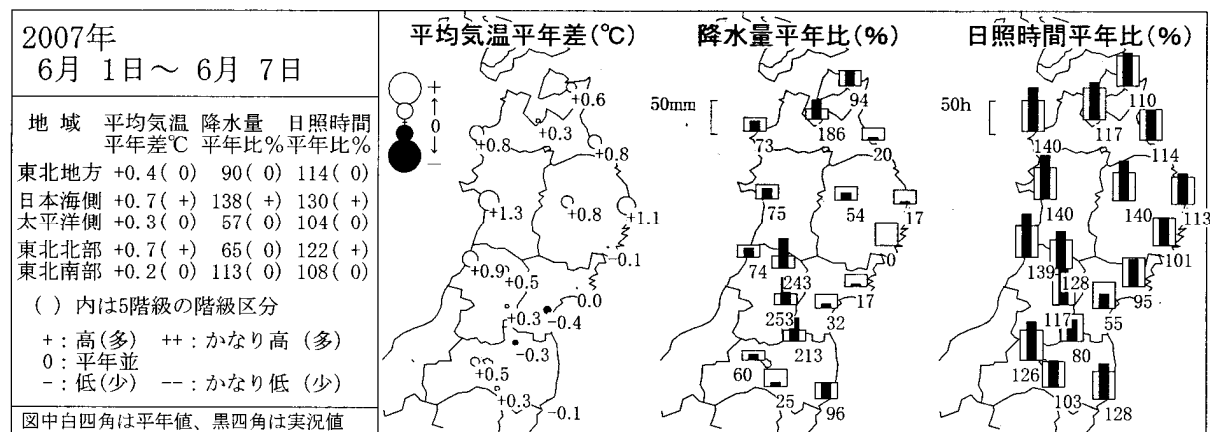 2007年
6月 1日～ 6月 7日
地 域 平均気温 降水量 日照時間
平年差℃ 平年比% 平年比%
東北地方 +0.4( 0) 90( 0) 114( 0)
日本海側 +0.7( +) 138( +) 130( +)
太平洋側 +0.3( 0) 57( 0) 104( 0)
東北北部 +0.7( +) 65( 0) 122( +)
東北南部 +0.2( 0) 113( 0) 108( 0)
( ) 内は5階級の階級区分
+：高(多) ++：かなり高 (多)
0：平年並
-：低(少) --：かなり低 (少)
図中白四角は平年値、黒四角は実況値
平均気温平年差(℃)
+
↑
0
↓
-
+0.6
+0.3
+0.8
+0.8
+1.3
+0.8
+1.1
-0.1
+0.9
+0.5
0.0
+0.3
-0.4
-0.3
+0.5
+0.3
-0.1
降水量平年比(%)
50mm
94
186
73
20
75
54
17
0
74
243
17
253
32
213
60
25
96
日照時間平年比(%)
50h
110
117
140
114
140
140
113
101
139
128
95
117
55
80
126
103
128